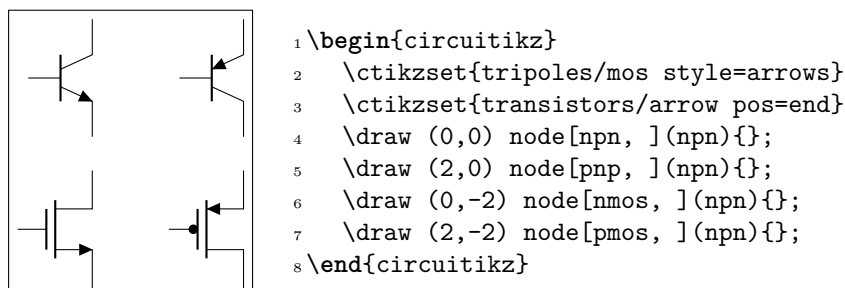 1 \begin{circuitikz}
2 \ctikzset{tripoles/mos style=arrows}
3 \ctikzset{transistors/arrow pos=end}
4 \draw (0,0) node[npn, ](npn){};
5 \draw (2,0) node[pnp, ](npn){};
6 \draw (0,-2) node[nmos, ](npn){};
7 \draw (2,-2) node[pmos, ](npn){};
8 \end{circuitikz}